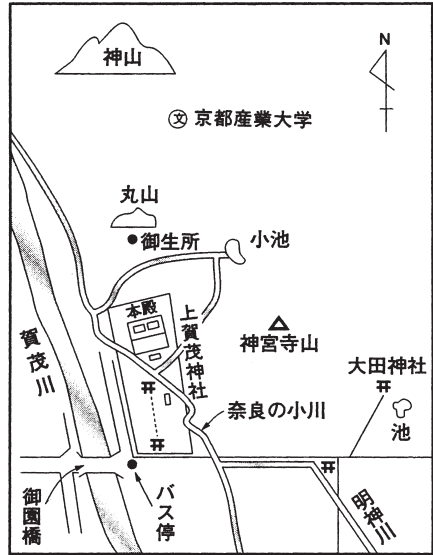 神山
N
文 京都産業大学
丸山
御生所
小池
本殿
上賀茂神社
神宮寺山
賀茂川
大田神社
池
奈良の小川
御園橋
バス停
明神川